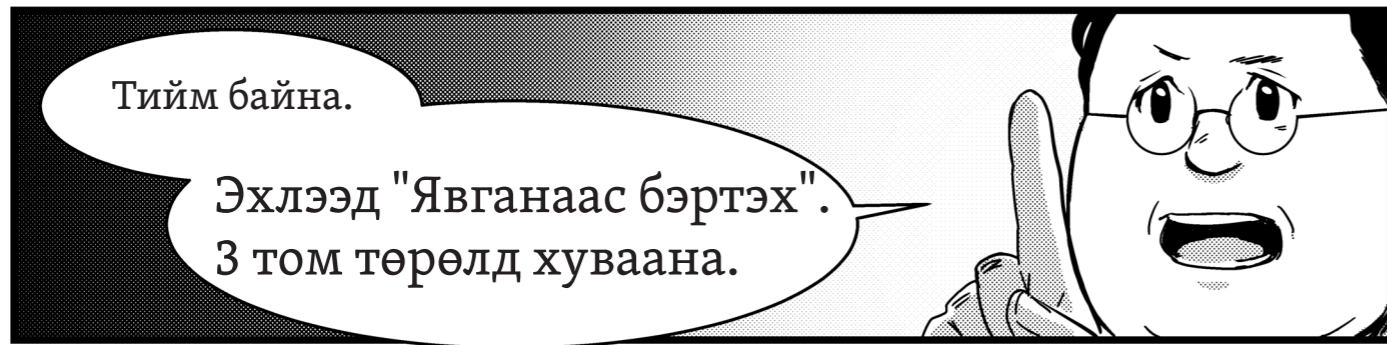 Тийм байна.
Эхлээд "Явганаас бэртэх".
3 том төрөлд хуваана.